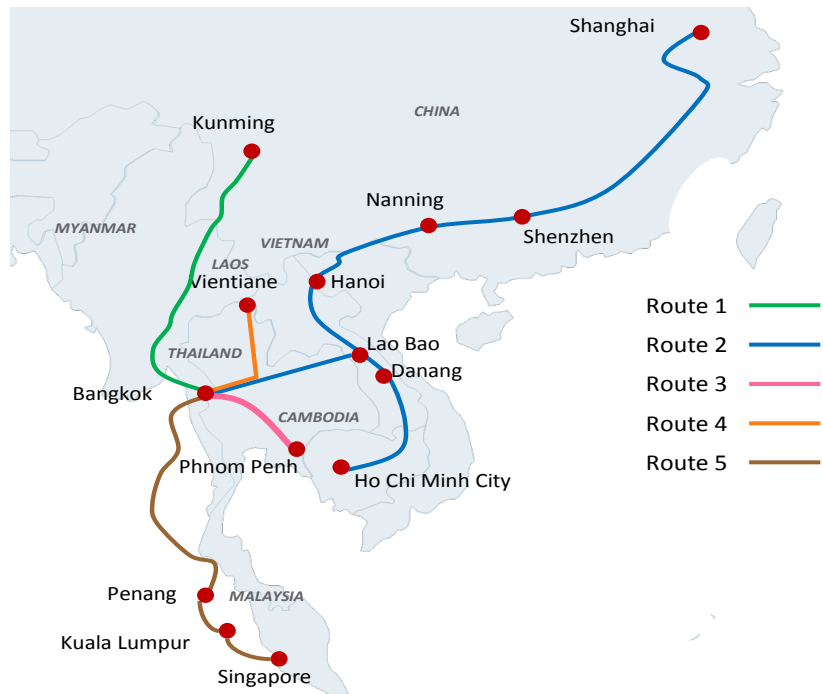 Shanghai
CHINA
Kunming
Nanning
MYANMAR
VIETNAM
Shenzhen
LAOS
Vientiane
Hanoi
Route 1
Lao Bao
Route 2
THAILAND
Danang
Bangkok
Route 3
CAMBODIA
Route 4
Phnom Penh
Ho Chi Minh City
Route 5
Penang
MALAYSIA
Kuala Lumpur
Singapore